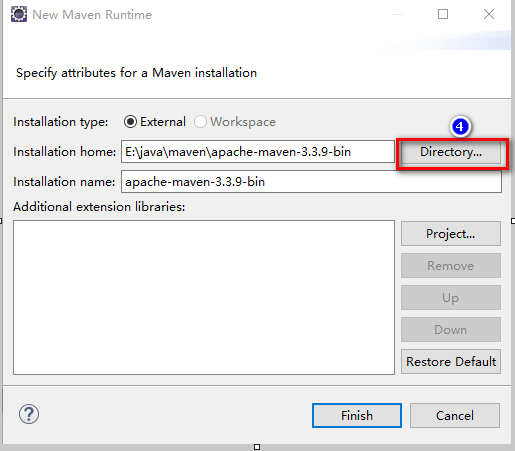 New Maven Runtime
Specify attributes for a Maven installation
Installation type: External Workspace
4
Installation home: E:\java\maven\apache-maven-3.3.9-bin Directory...
Installation name: apache-maven-3.3.9-bin
Additional extension libraries:
Project...
Remove
Up
Down
Restore Default
? Finish Cancel